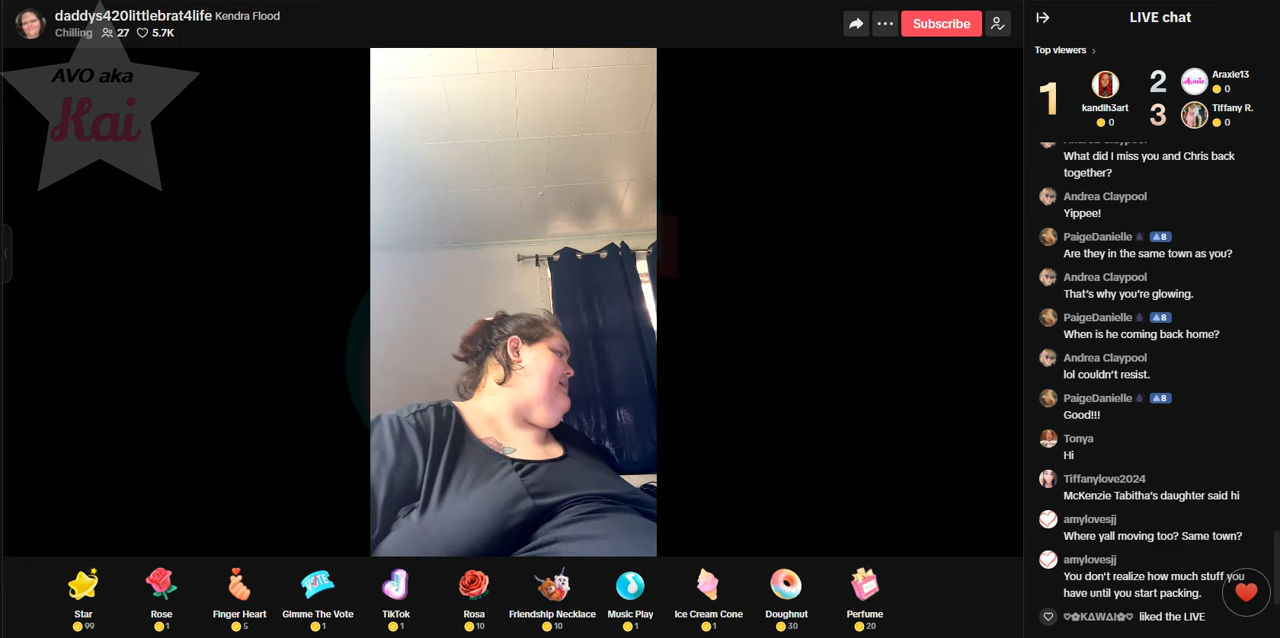 daddys420littlebrat4life Kendra Flood
Chilling 27 5.7K
Subscribe
AVO aka
Kai
LIVE chat
Top viewers
1
kandih3art
0
2
Araxie13
0
3
Tiffany R.
0
Andrea Claypool
What did I miss you and Chris back
together?
Andrea Claypool
Yippee!
PaigeDanielle 8
Are they in the same town as you?
Andrea Claypool
That's why you're glowing.
PaigeDanielle 8
When is he coming back home?
Andrea Claypool
lol couldn't resist.
PaigeDanielle 8
Good!!!
Tonya
Hi
Tiffanylove2024
McKenzie Tabitha's daughter said hi
amylovesjj
Where yall moving too? Same town?
amylovesjj
You don't realize how much stuff you
have until you start packing.
♡✿KΔWΔI✿♡ liked the LIVE
Star
99
Rose
1
Finger Heart
5
VOTE
Gimme The Vote
1
TikTok
1
Rosa
10
Friendship Necklace
10
Music Play
1
Ice Cream Cone
1
Doughnut
30
Perfume
20